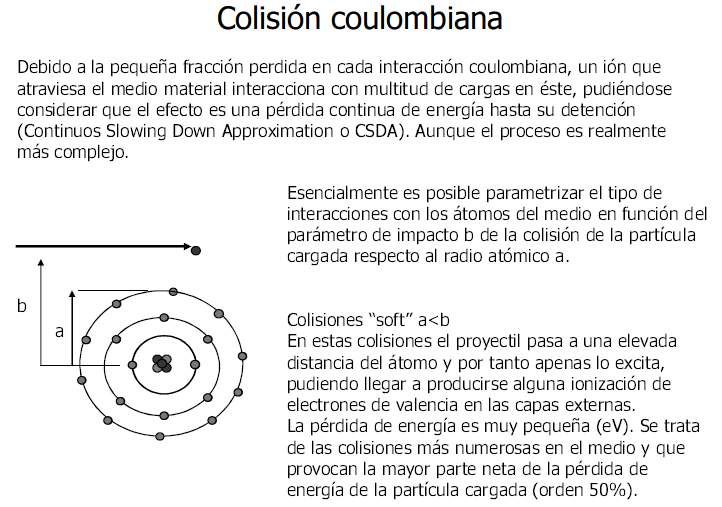 Colisión coulombiana
Debido a la pequeña fracción perdida en cada interacción coulombiana, un ión que
atraviesa el medio material interacciona con multitud de cargas en éste, pudiéndose
considerar que el efecto es una pérdida continua de energía hasta su detención
(Continuos Slowing Down Approximation o CSDA). Aunque el proceso es realmente
más complejo.
Esencialmente es posible parametrizar el tipo de
interacciones con los átomos del medio en función del
parámetro de impacto b de la colisión de la partícula
cargada respecto al radio atómico a.
b
a
Colisiones “soft” a<b
En estas colisiones el proyectil pasa a una elevada
distancia del átomo y por tanto apenas lo excita,
pudiendo llegar a producirse alguna ionización de
electrones de valencia en las capas externas.
La pérdida de energía es muy pequeña (eV). Se trata
de las colisiones más numerosas en el medio y que
provocan la mayor parte neta de la pérdida de
energía de la partícula cargada (orden 50%).